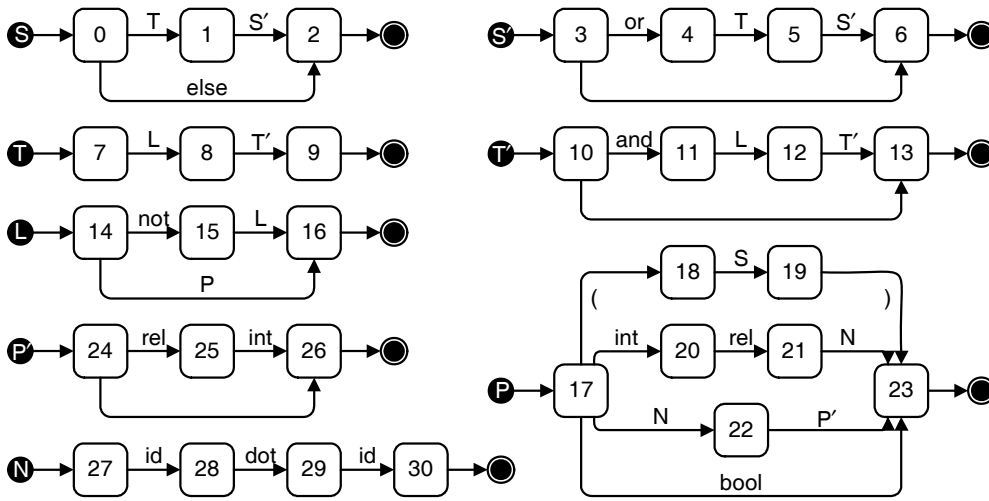 S 0 T 1 S′ 2
else
S′ 3 or 4 T 5 S′ 6
T 7 L 8 T′ 9
T′ 10 and 11 L 12 T′ 13
L 14 not 15 L 16
P
P′ 24 rel 25 int 26
N 27 id 28 dot 29 id 30
18 S 19
( )
int 20 rel 21 N
P 17 23
N 22 P′
bool